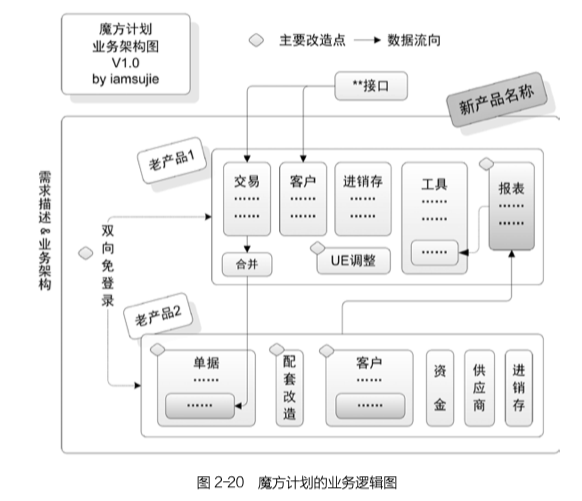 魔方计划
业务架构图
V1.0
by iamsujie
主要改造点
数据流向
**接口
新产品名称
需求描述&业务架构
老产品1
交易
……
……
客户
……
……
进销存
……
……
工具
……
……
……
报表
……
……
合并
UE调整
双向免登录
老产品2
单据
……
……
配套改造
客户
……
……
资金
供应商
进销存
图 2-20 魔方计划的业务逻辑图